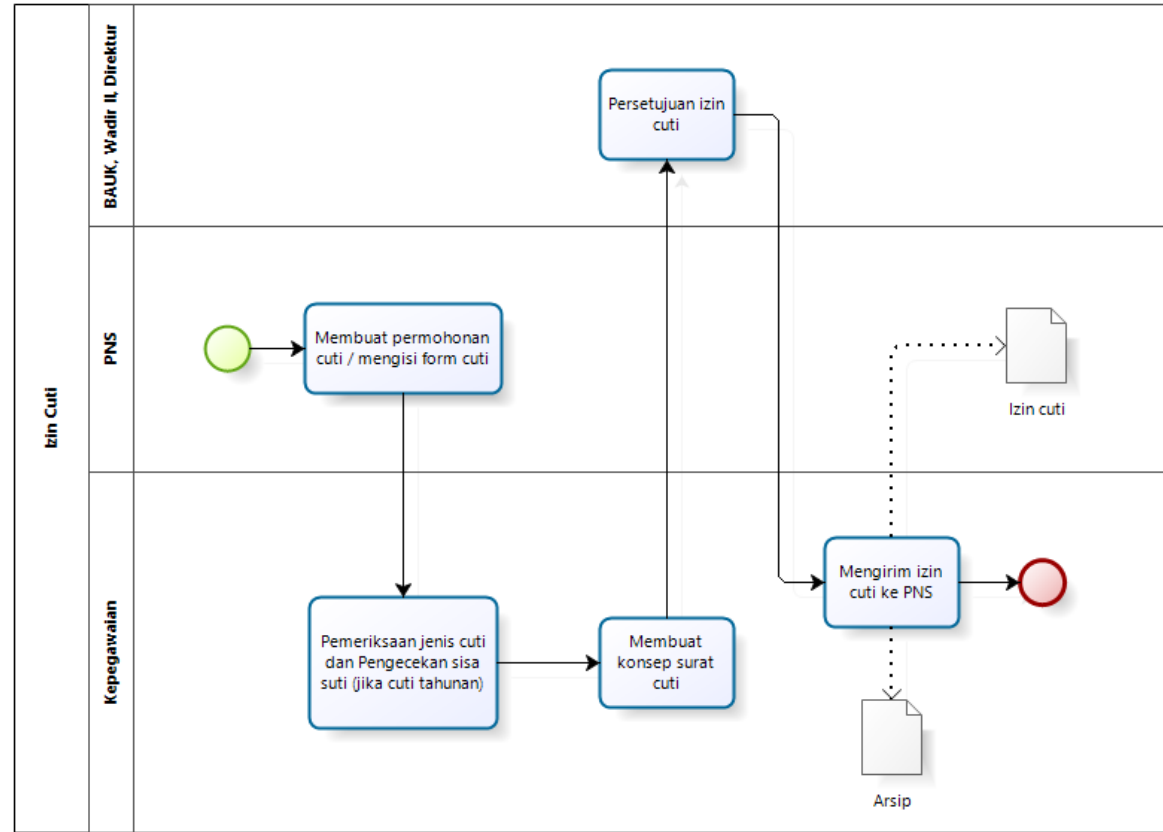 Izin Cuti
BAUK, Wadir II, Direktur
Persetujuan izin
cuti
PNS
Membuat permohonan
cuti / mengisi form cuti
Izin cuti
Kepegawaian
Pemeriksaan jenis cuti
dan Pengecekan sisa
suti (jika cuti tahunan)
Membuat
konsep surat
cuti
Mengirim izin
cuti ke PNS
Arsip